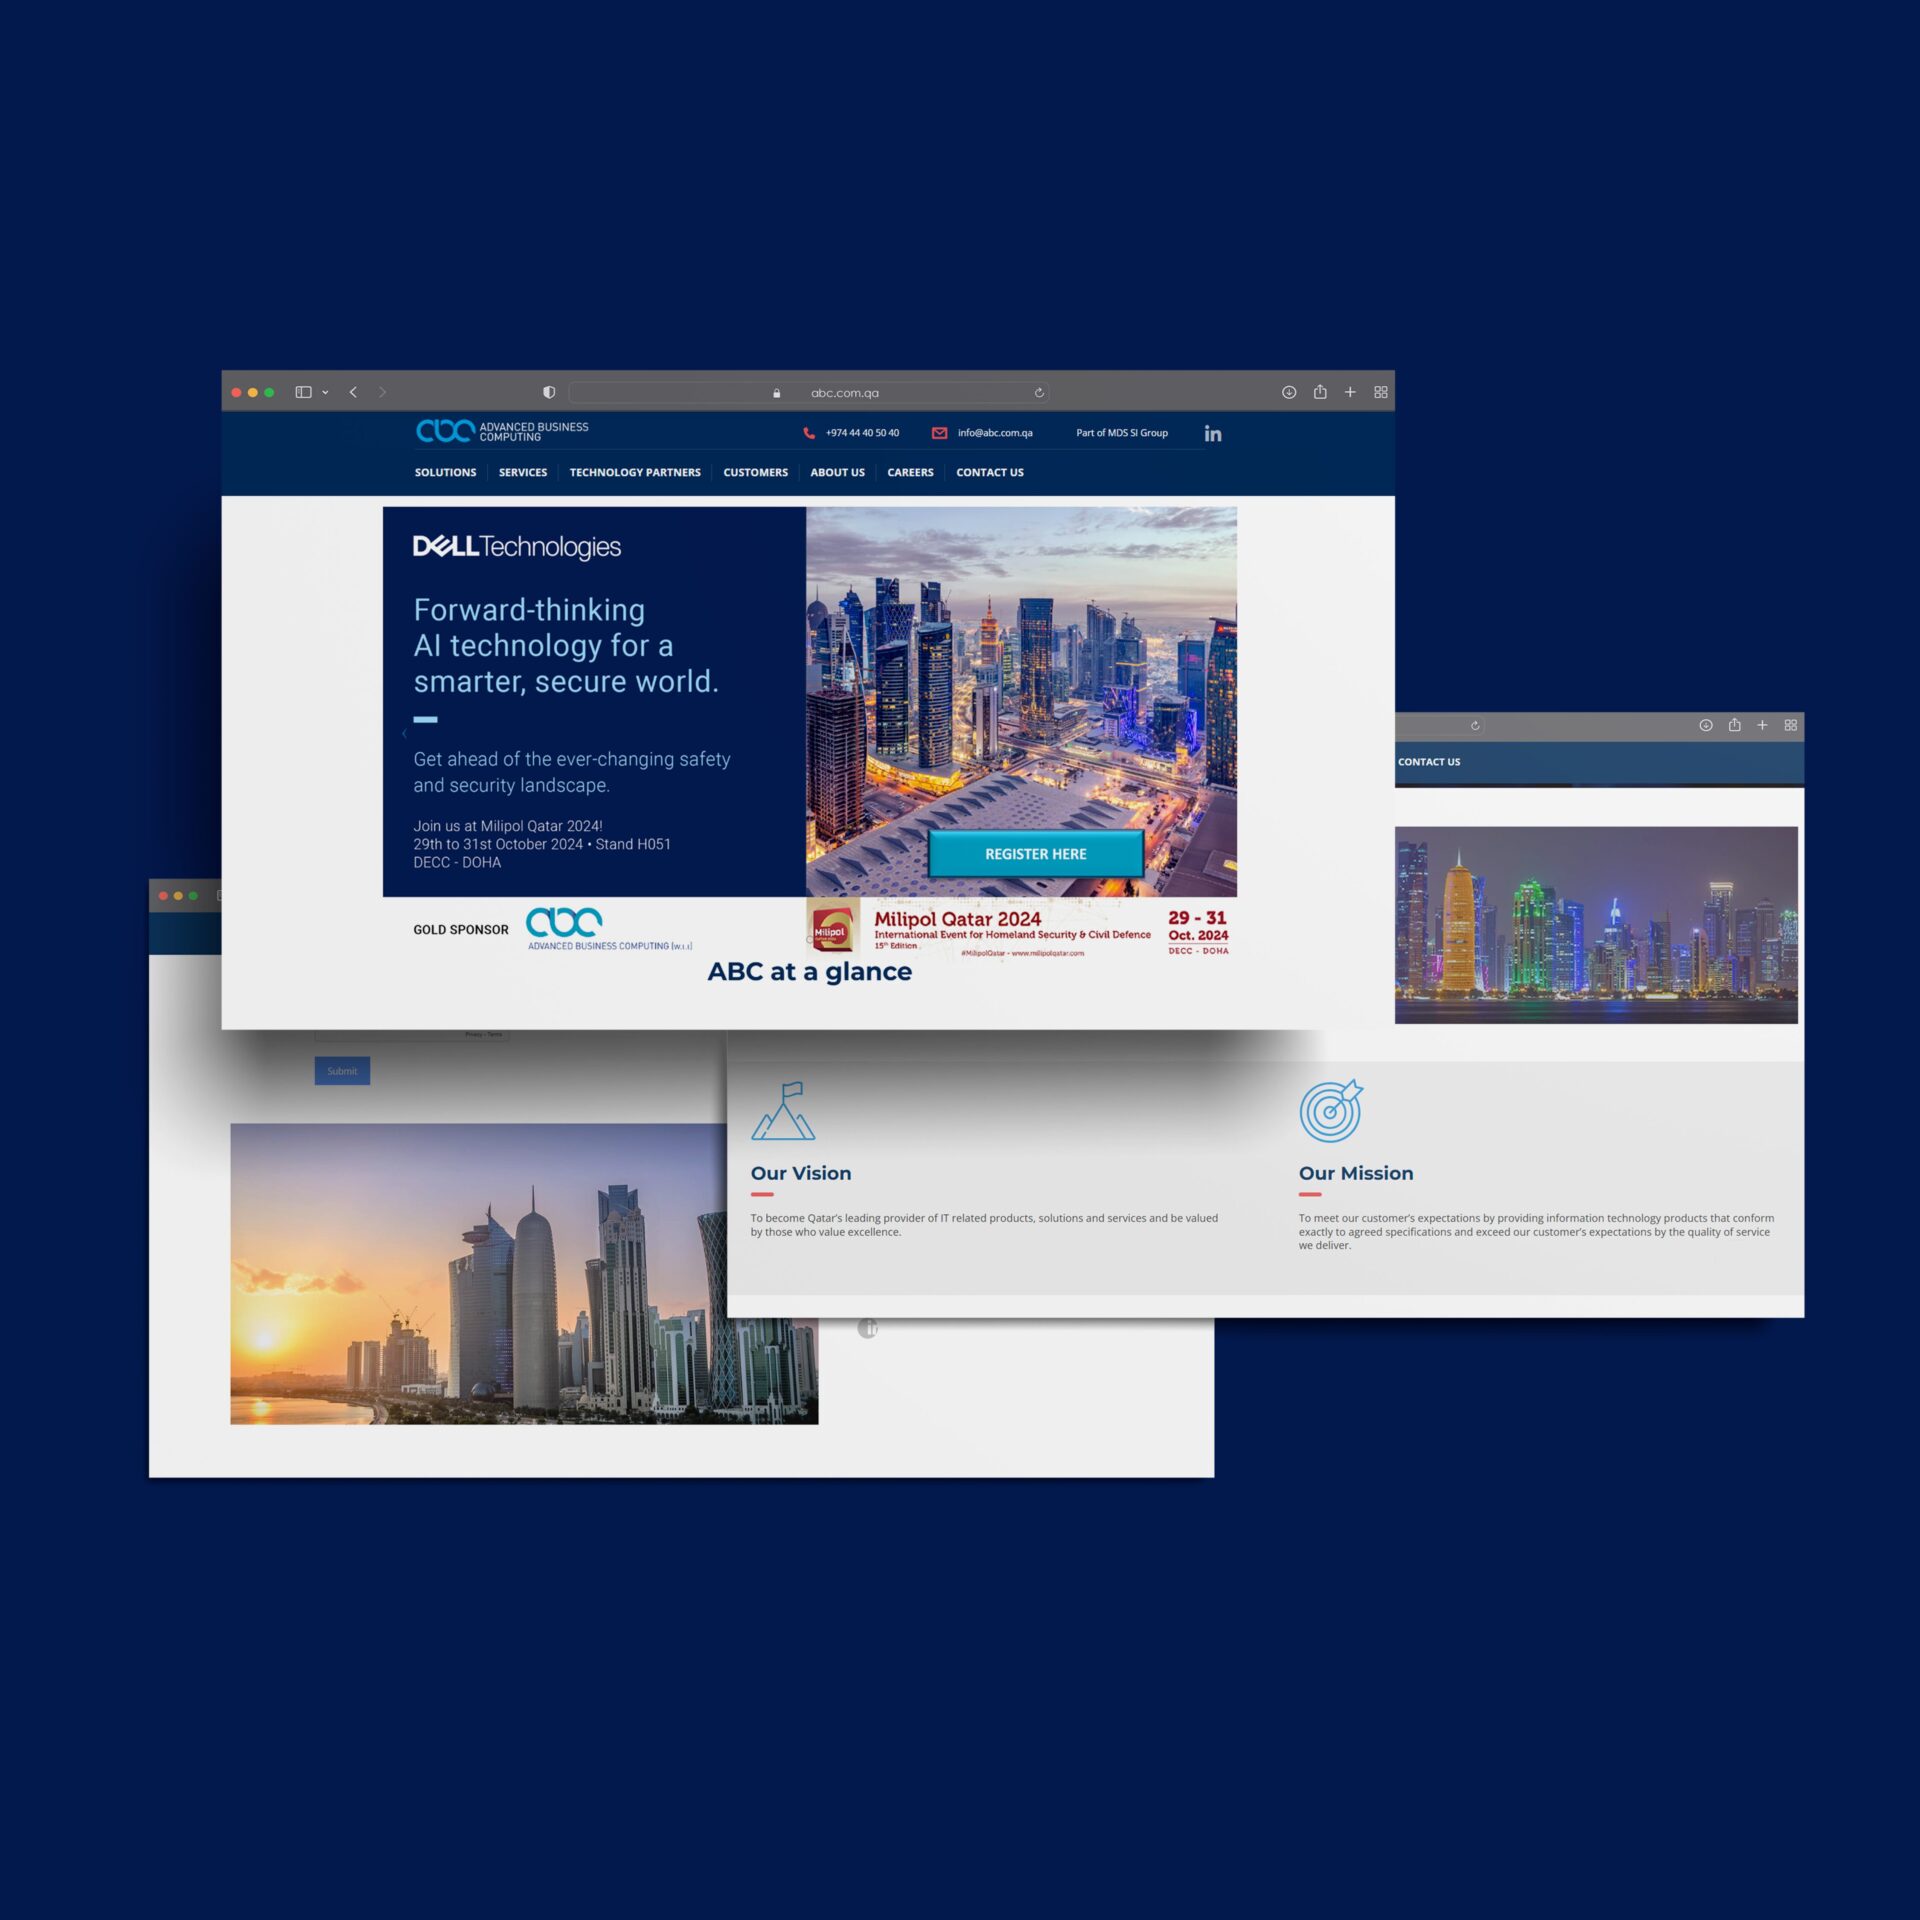 abc.com.qa
abc ADVANCED BUSINESS
COMPUTING
+974 44 40 50 40
info@abc.com.qa
Part of MDS SI Group
in
SOLUTIONS
SERVICES
TECHNOLOGY PARTNERS
CUSTOMERS
ABOUT US
CAREERS
CONTACT US
DELL Technologies
Forward-thinking
AI technology for a
smarter, secure world.
Get ahead of the ever-changing safety
and security landscape.
Join us at Milipol Qatar 2024!
29th to 31st October 2024 • Stand H051
DECC - DOHA
REGISTER HERE
GOLD SPONSOR
abc
ADVANCED BUSINESS COMPUTING (w.l.l)
Milipol
Milipol Qatar 2024
International Event for Homeland Security & Civil Defence
15th Edition
#MilipolQatar - www.milipolqatar.com
29 - 31
Oct. 2024
DECC - DOHA
ABC at a glance
CONTACT US
Our Vision
To become Qatar's leading provider of IT related products, solutions and services and be valued
by those who value excellence.
Our Mission
To meet our customer's expectations by providing information technology products that conform
exactly to agreed specifications and exceed our customer's expectations by the quality of service
we deliver.
Privacy - Terms
Submit